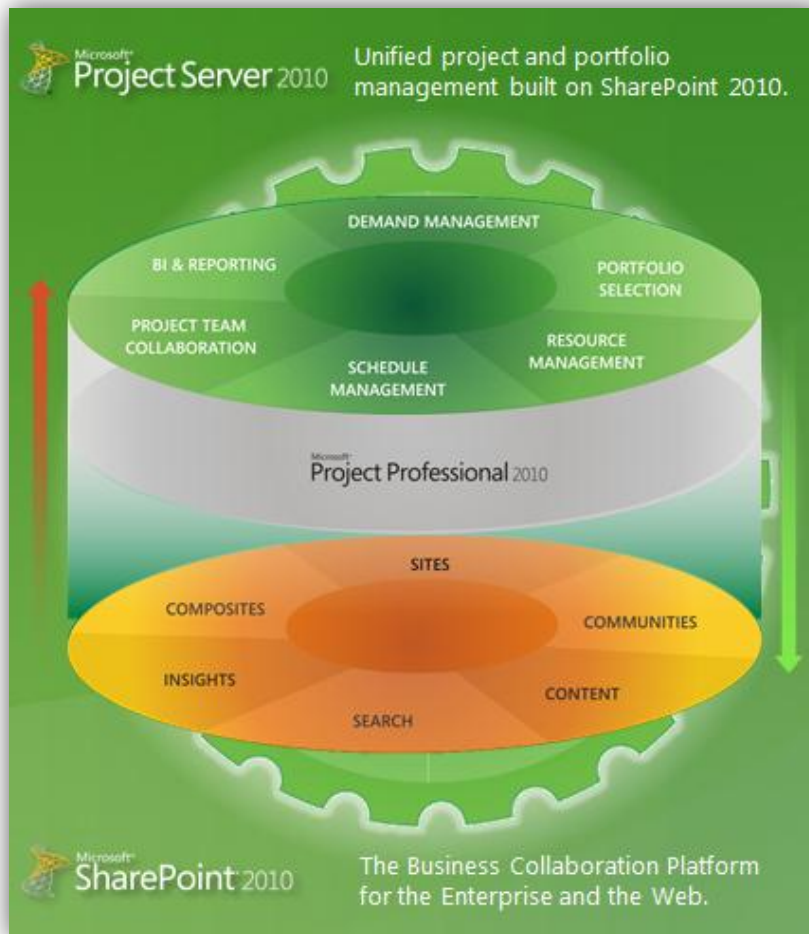 Microsoft®
Project Server 2010
Unified project and portfolio
management built on SharePoint 2010.
DEMAND MANAGEMENT
BI & REPORTING
PORTFOLIO
SELECTION
PROJECT TEAM
COLLABORATION
RESOURCE
MANAGEMENT
SCHEDULE
MANAGEMENT
Microsoft®
Project Professional 2010
SITES
COMPOSITES
COMMUNITIES
INSIGHTS
CONTENT
SEARCH
Microsoft®
SharePoint® 2010
The Business Collaboration Platform
for the Enterprise and the Web.